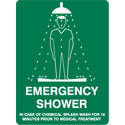 EMERGENCY
SHOWER
IN CASE OF CHEMICAL SPLASH WASH FOR 15
MINUTES PRIOR TO MEDICAL TREATMENT